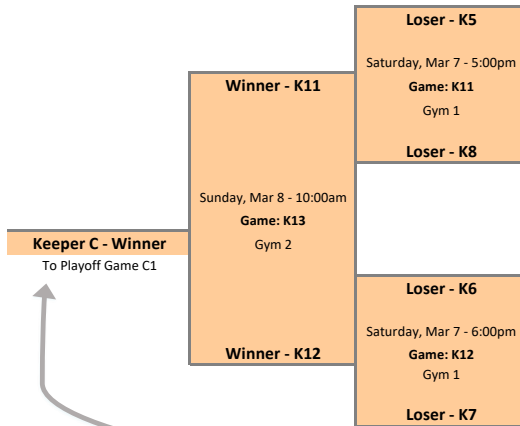 Loser - K5
Saturday, Mar 7 - 5:00pm
Winner - K11
Game: K11
Gym 1
Loser - K8
Sunday, Mar 8 - 10:00am
Game: K13
Keeper C - Winner
Gym 2
To Playoff Game C1
Loser - K6
Saturday, Mar 7 - 6:00pm
Winner - K12
Game: K12
Gym 1
Loser - K7